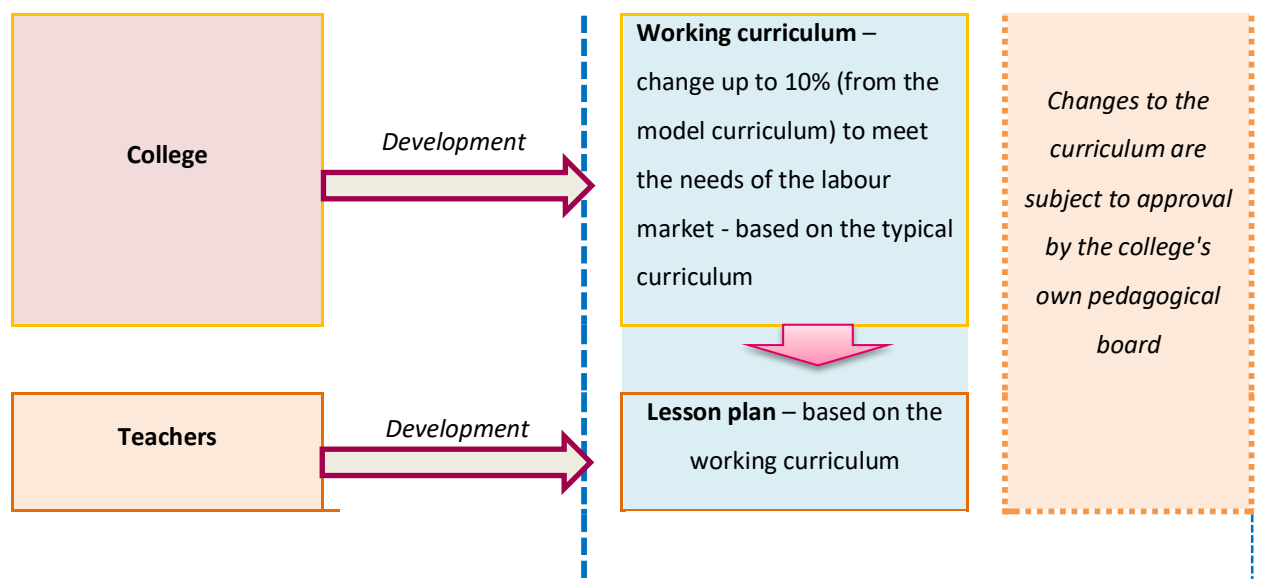 College
Development
Working curriculum –
change up to 10% (from the
model curriculum) to meet
the needs of the labour
market - based on the typical
curriculum
Changes to the
curriculum are
subject to approval
by the college's
own pedagogical
board
Teachers
Development
Lesson plan – based on the
working curriculum